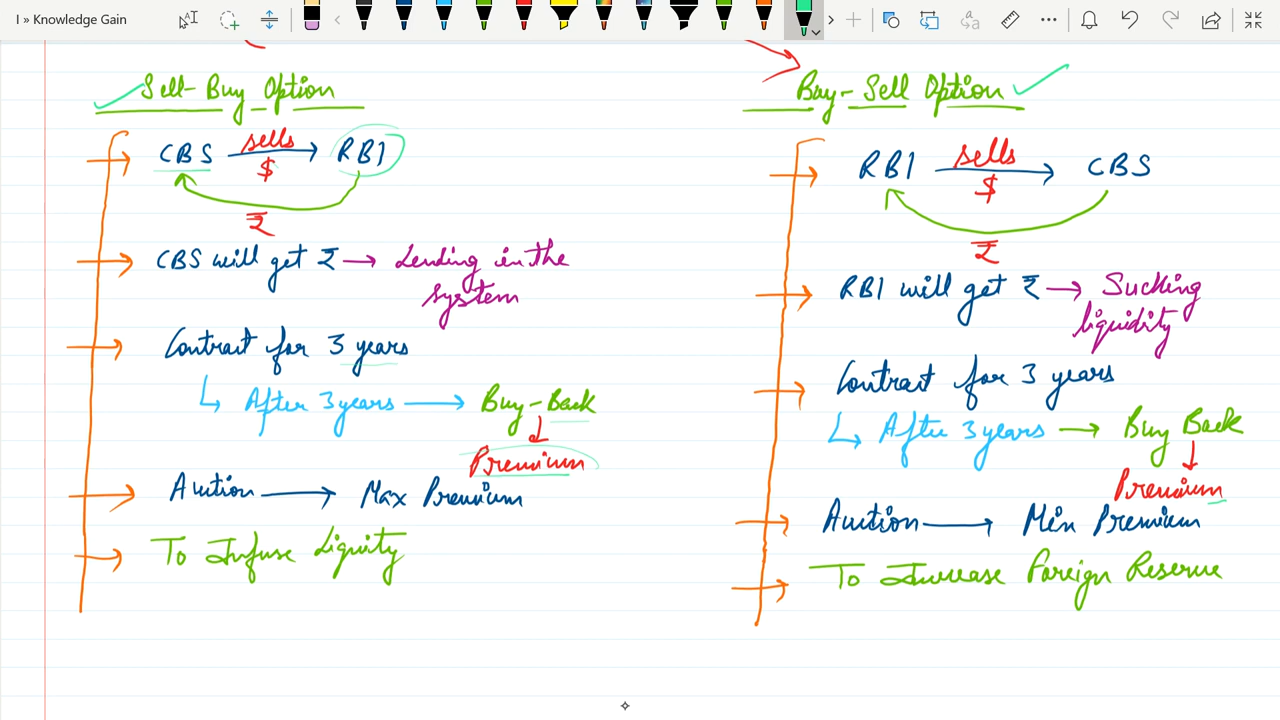 I » Knowledge Gain
Sell-Buy Option
CBS sells $ RBI
₹
CBS will get ₹ → Lending in the
system
Contract for 3 years
After 3 years → Buy-Back
Premium
Auction → Max Premium
To Infuse Liquity
Buy-Sell Option
RBI sells $ CBS
₹
RBI will get ₹ → Sucking
liquidity
Contract for 3 years
After 3 years → Buy Back
Premium
Auction → Min Premium
To Increase Foreign Reserve